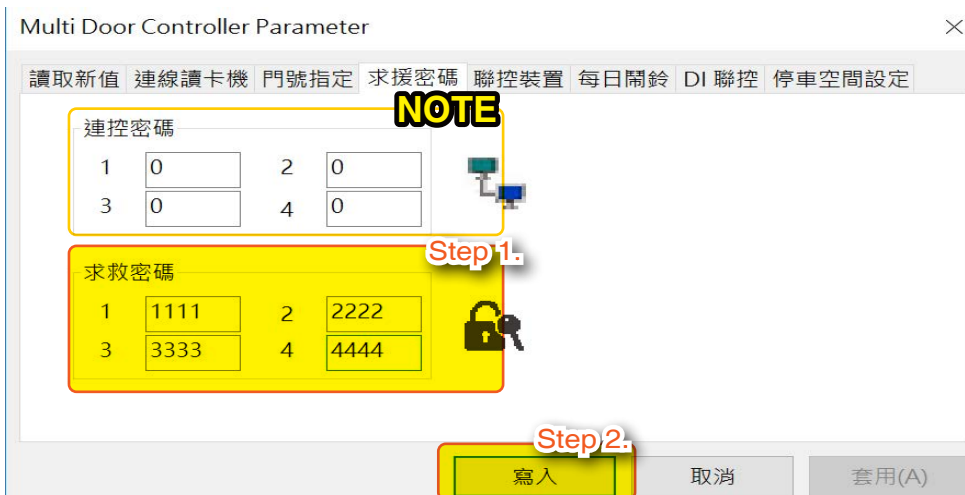 Multi Door Controller Parameter
讀取新值 連線讀卡機 門號指定 求援密碼 聯控裝置 每日鬧鈴 DI 聯控 停車空間設定
NOTE
連控密碼
1 0 2 0
3 0 4 0
Step 1.
求救密碼
1 1111 2 2222
3 3333 4 4444
Step 2.
寫入 取消 套用(A)